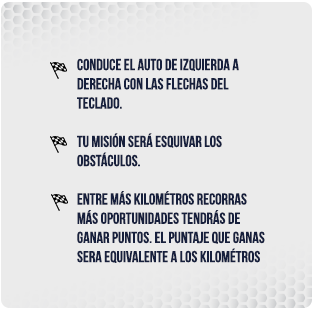 CONDUCE EL AUTO DE IZQUIERDA A
DERECHA CON LAS FLECHAS DEL
TECLADO.
TU MISIÓN SERÁ ESQUIVAR LOS
OBSTÁCULOS.
ENTRE MÁS KILOMÉTROS RECORRAS
MÁS OPORTUNIDADES TENDRÁS DE
GANAR PUNTOS. EL PUNTAJE QUE GANAS
SERA EQUIVALENTE A LOS KILOMÉTROS